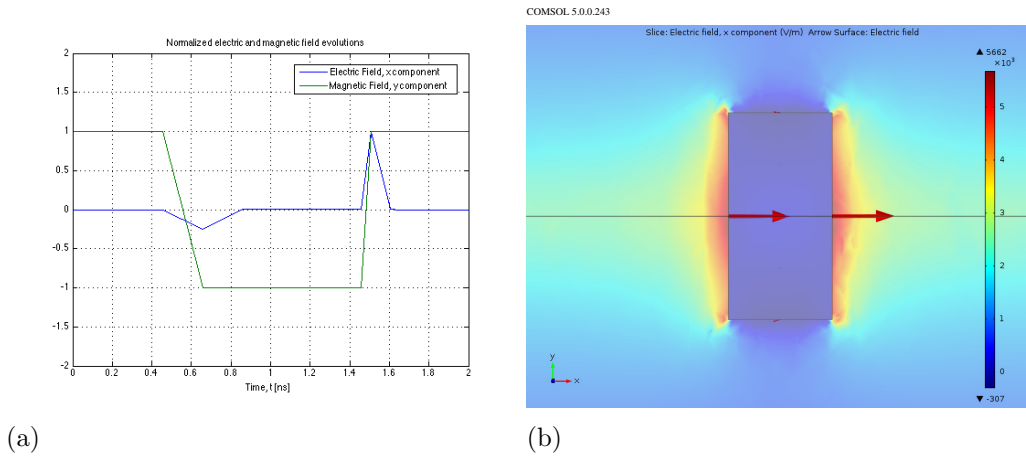 Normalized electric and magnetic field evolutions
2
1.5
1
0.5
0
-0.5
-1
-1.5
-2
0
0.2
0.4
0.6
0.8
1
1.2
1.4
1.6
1.8
2
Time, t [ns]
Electric Field, x component
Magnetic Field, y component
(a)
COMSOL 5.0.0.243
Slice: Electric field, x component (V/m) Arrow Surface: Electric field
▲ 5662
×10³
5
4
3
2
1
0
▼ -307
y
x
(b)